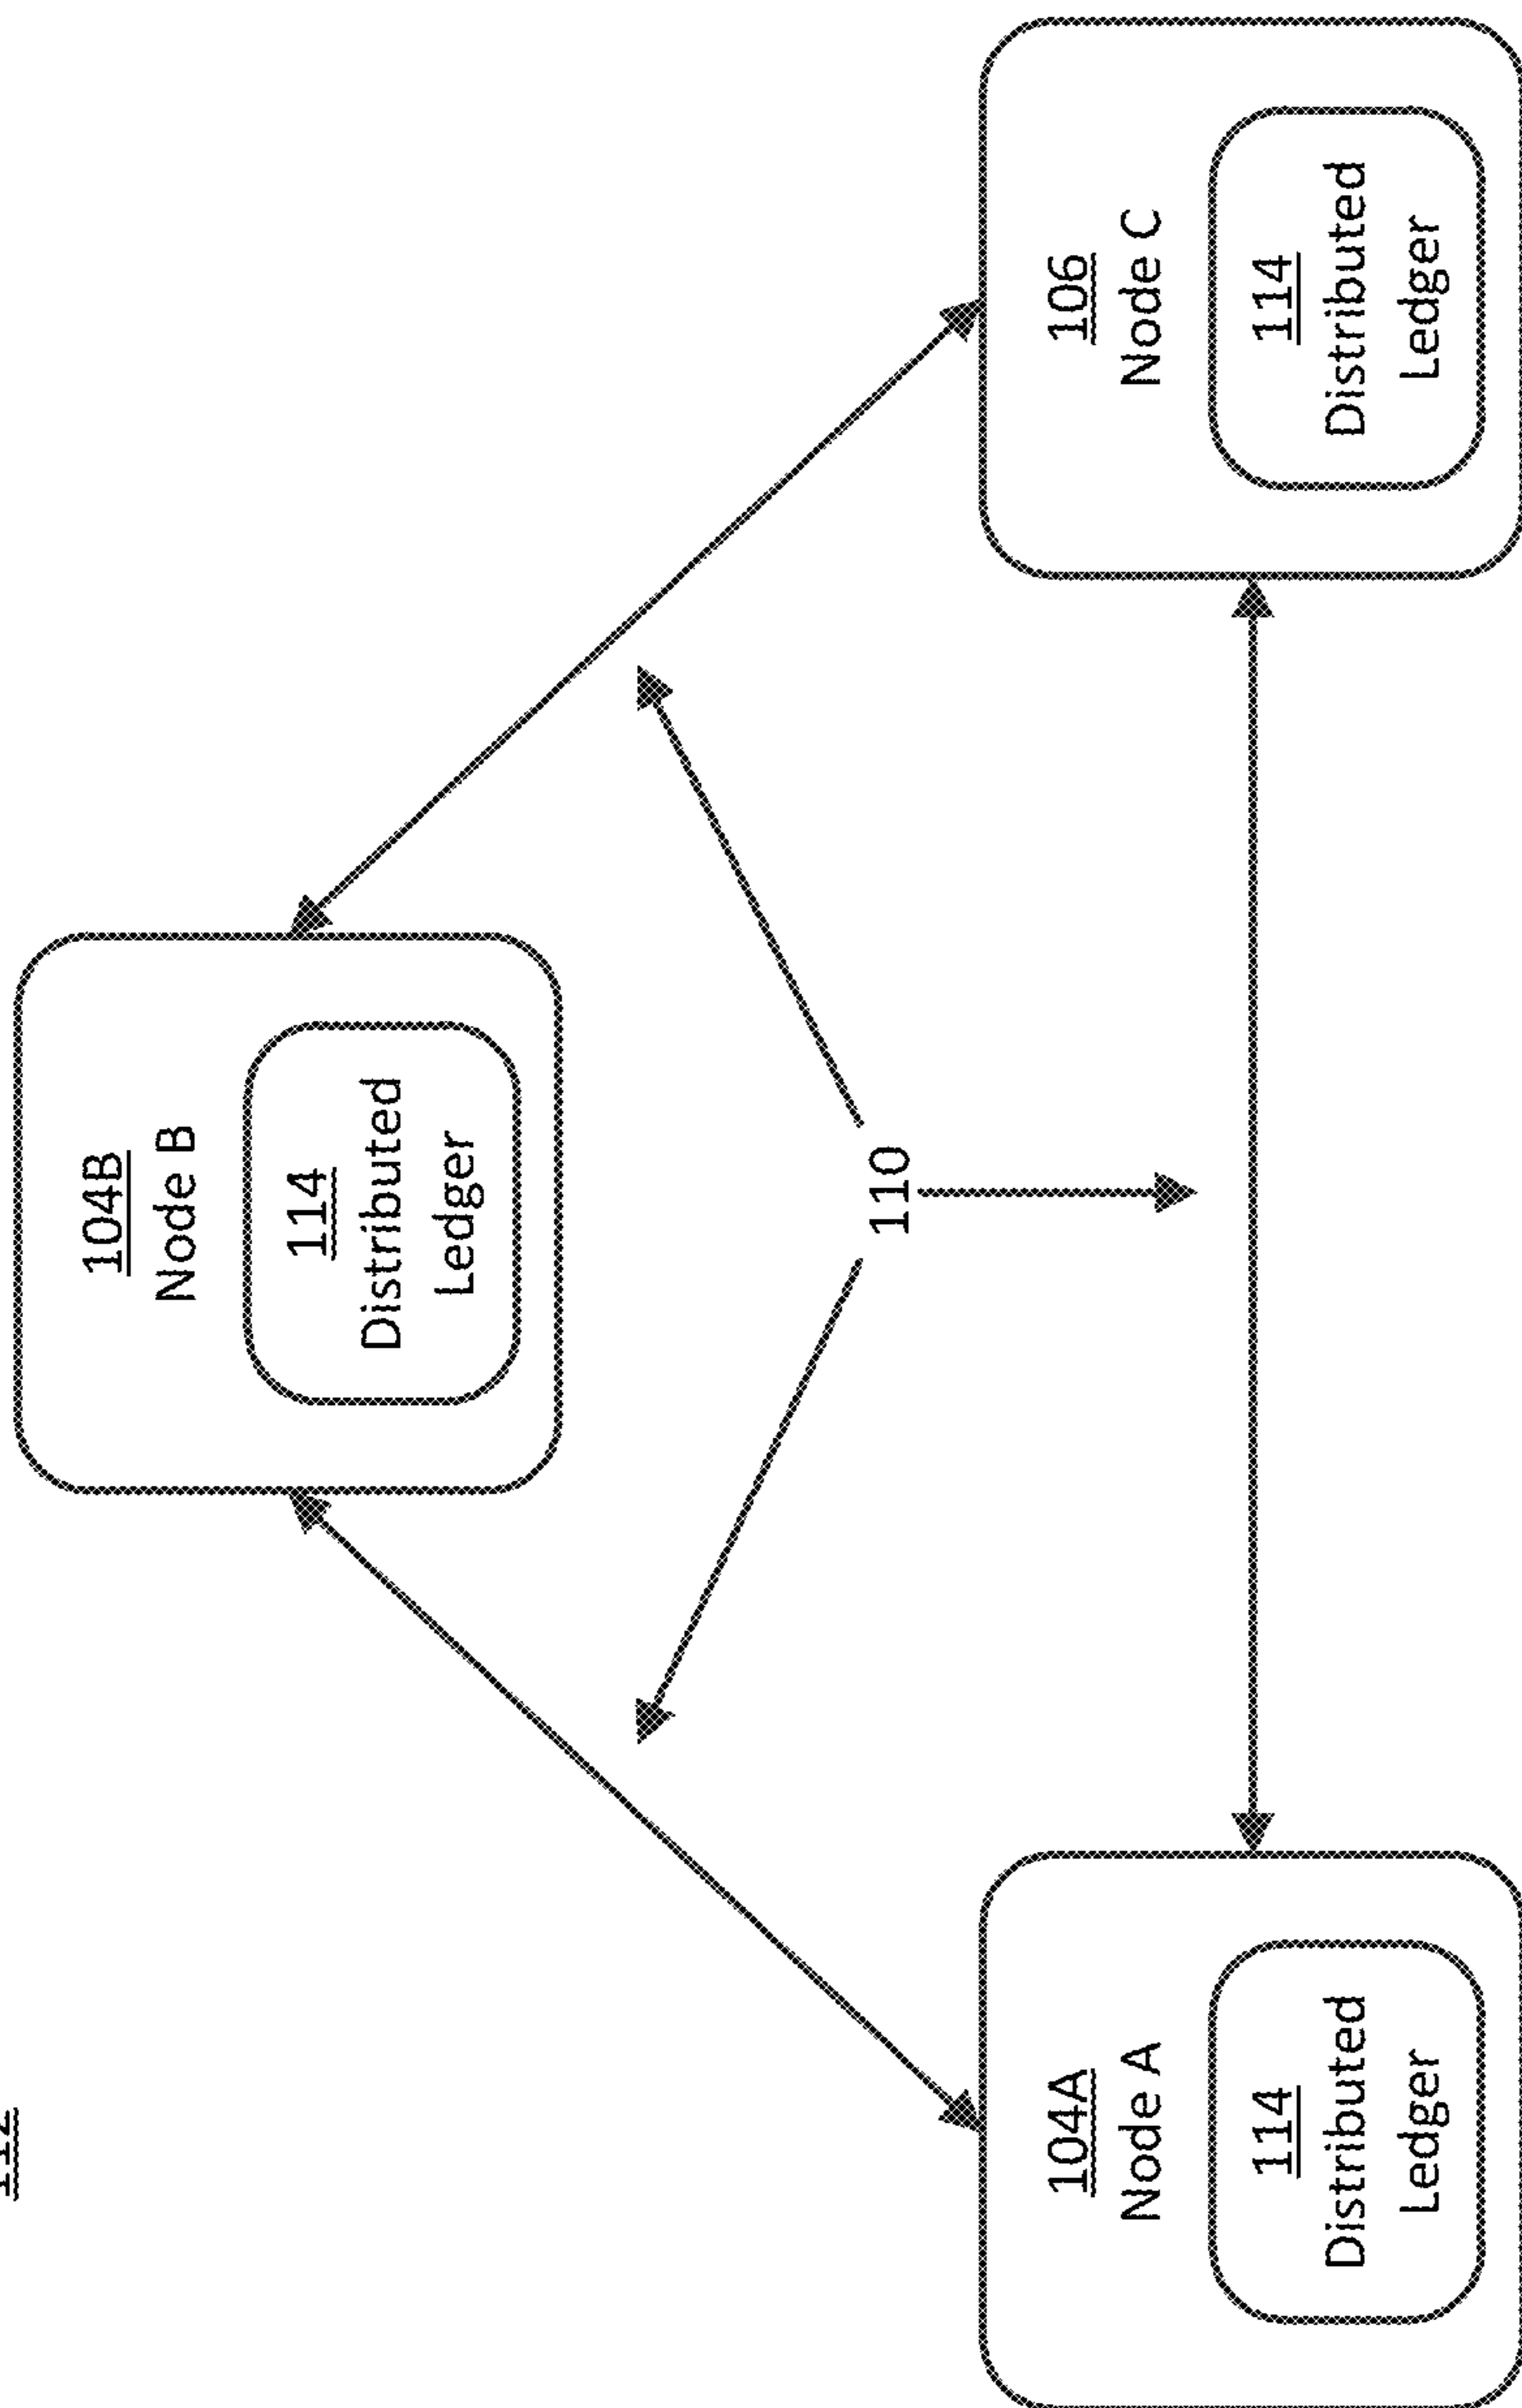 104B
Node B
114
Distributed
Ledger
110
104A
Node A
114
Distributed
Ledger
106
Node C
114
Distributed
Ledger